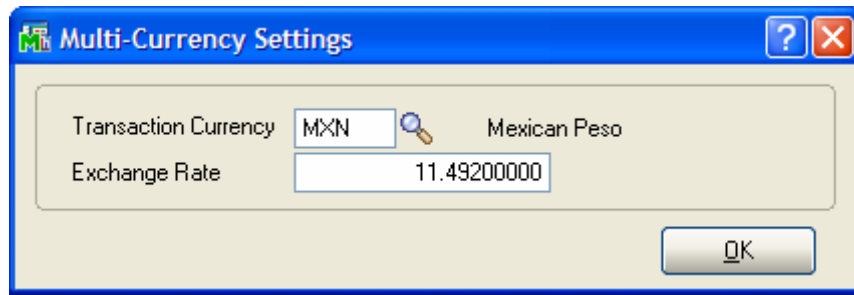 Multi-Currency Settings
?
Transaction Currency MXN Mexican Peso
Exchange Rate 11.49200000
OK